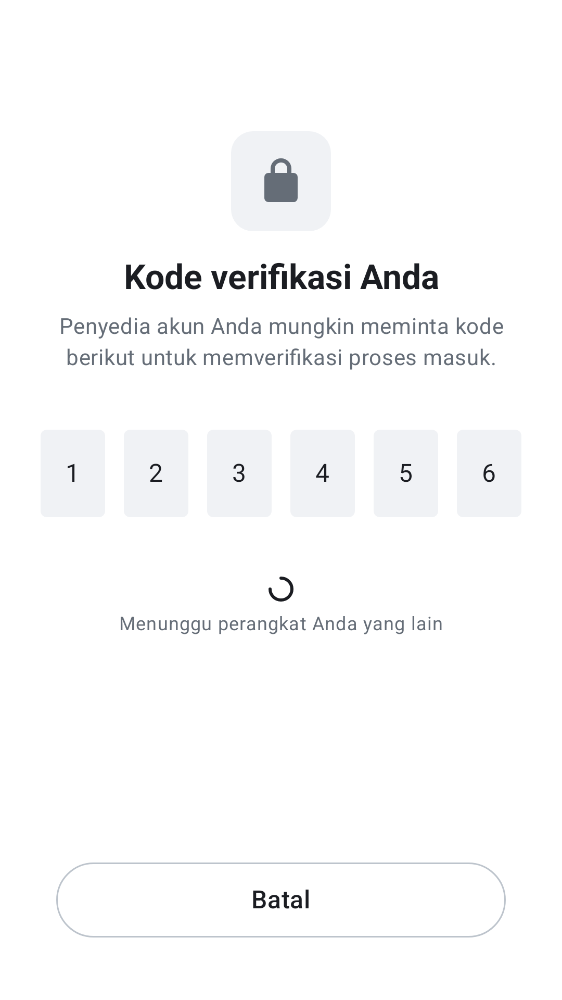 Kode verifikasi Anda
Penyedia akun Anda mungkin meminta kode
berikut untuk memverifikasi proses masuk.
1 2 3 4 5 6
Menunggu perangkat Anda yang lain
Batal